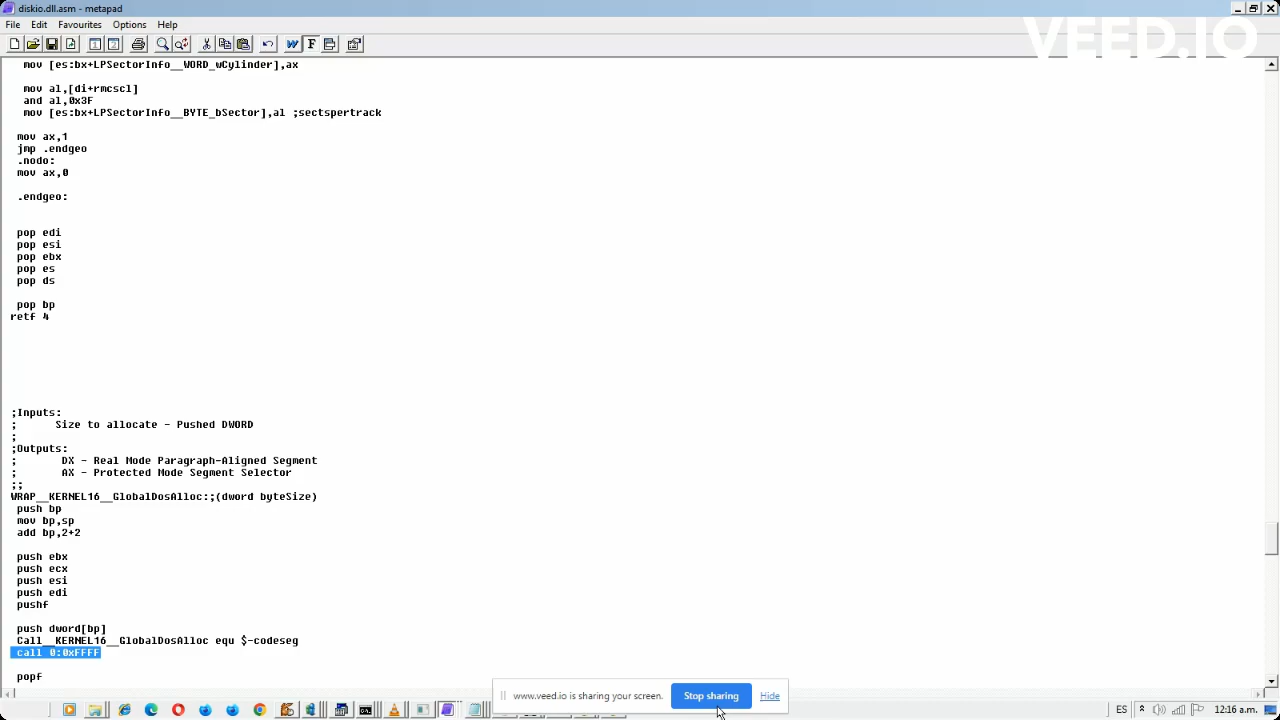 diskio.dll.asm - metapad
VEED.IO
File Edit Favourites Options Help
mov [es:bx+LPSectorInfo__WORD_wCylinder],ax
mov al,[di+rmcscl]
and al,0x3F
mov [es:bx+LPSectorInfo__BYTE_bSector],al ;sectspertrack
mov ax,1
jmp .endgeo
.nodo:
mov ax,0
.endgeo:
pop edi
pop esi
pop ebx
pop es
pop ds
pop bp
retf 4
;Inputs:
; Size to allocate - Pushed DWORD
;
;Outputs:
; DX - Real Mode Paragraph-Aligned Segment
; AX - Protected Mode Segment Selector
;;
WRAP__KERNEL16__GlobalDosAlloc:;(dword byteSize)
push bp
mov bp,sp
add bp,2+2
push ebx
push ecx
push esi
push edi
pushf
push dword[bp]
Call__KERNEL16__GlobalDosAlloc equ $-codeseg
call 0:0xFFFF
popf
www.veed.io is sharing your screen. Stop sharing Hide
ES 12:16 a.m.